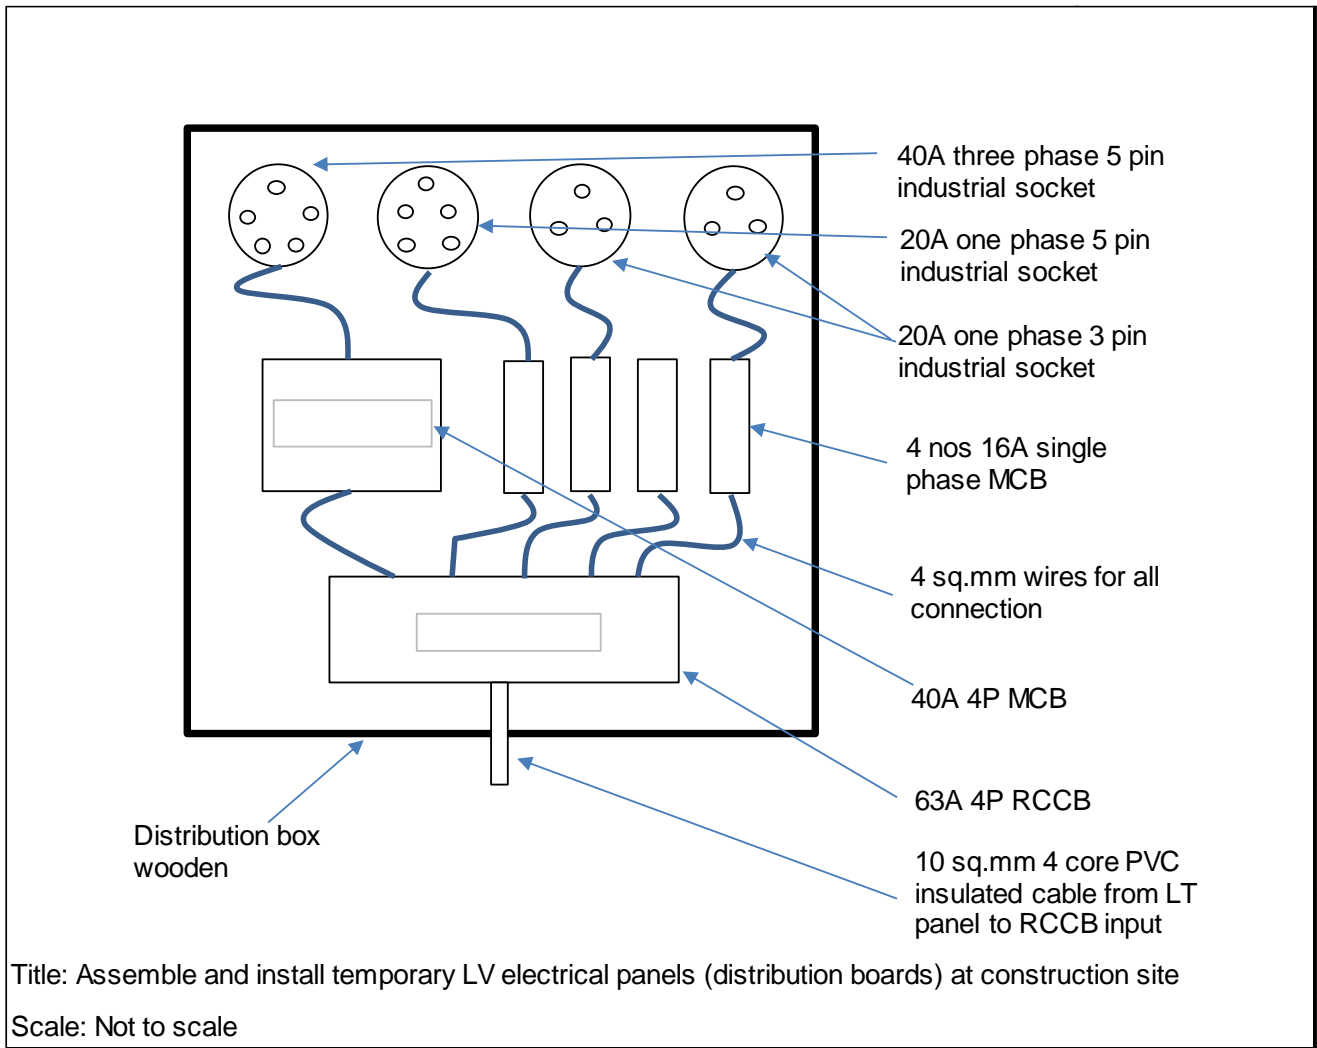 40A three phase 5 pin
industrial socket
20A one phase 5 pin
industrial socket
20A one phase 3 pin
industrial socket
4 nos 16A single
phase MCB
4 sq.mm wires for all
connection
40A 4P MCB
63A 4P RCCB
Distribution box
wooden
10 sq.mm 4 core PVC
insulated cable from LT
panel to RCCB input
Title: Assemble and install temporary LV electrical panels (distribution boards) at construction site
Scale: Not to scale